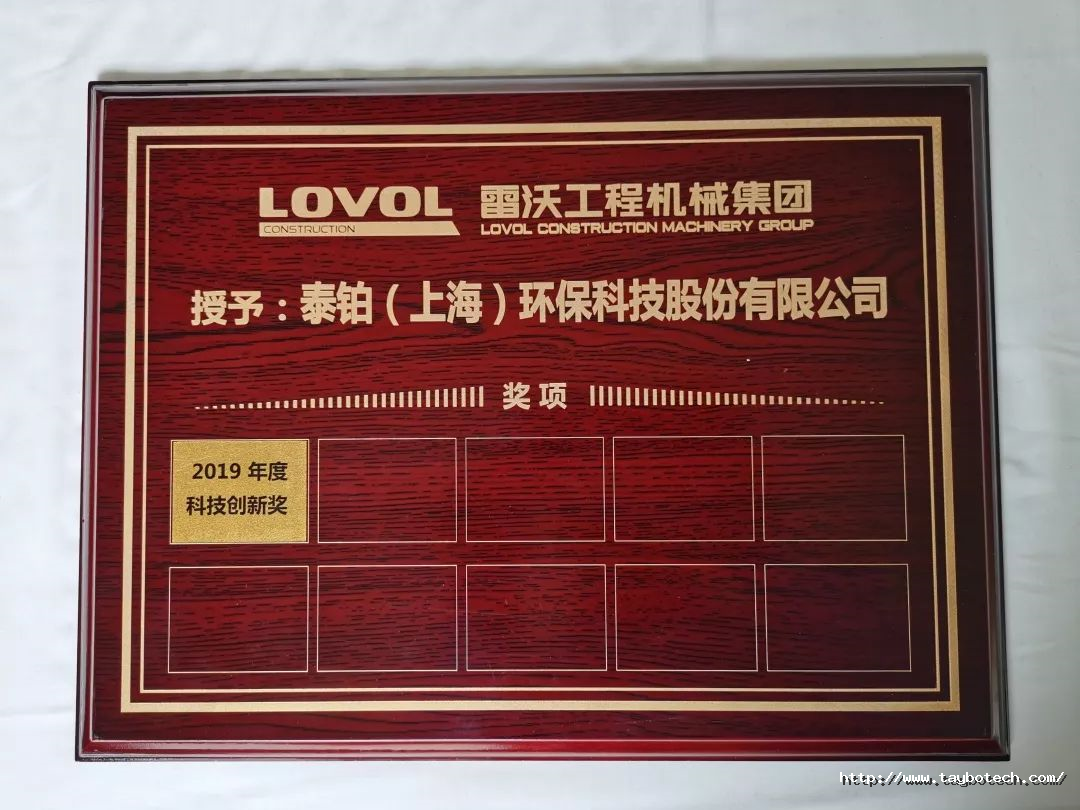 LOVOL 雷沃工程机械集团
CONSTRUCTION LOVOL CONSTRUCTION MACHINERY GROUP
授予：泰铂（上海）环保科技股份有限公司
奖项
2019 年度
科技创新奖
http://www.taybotech.com/